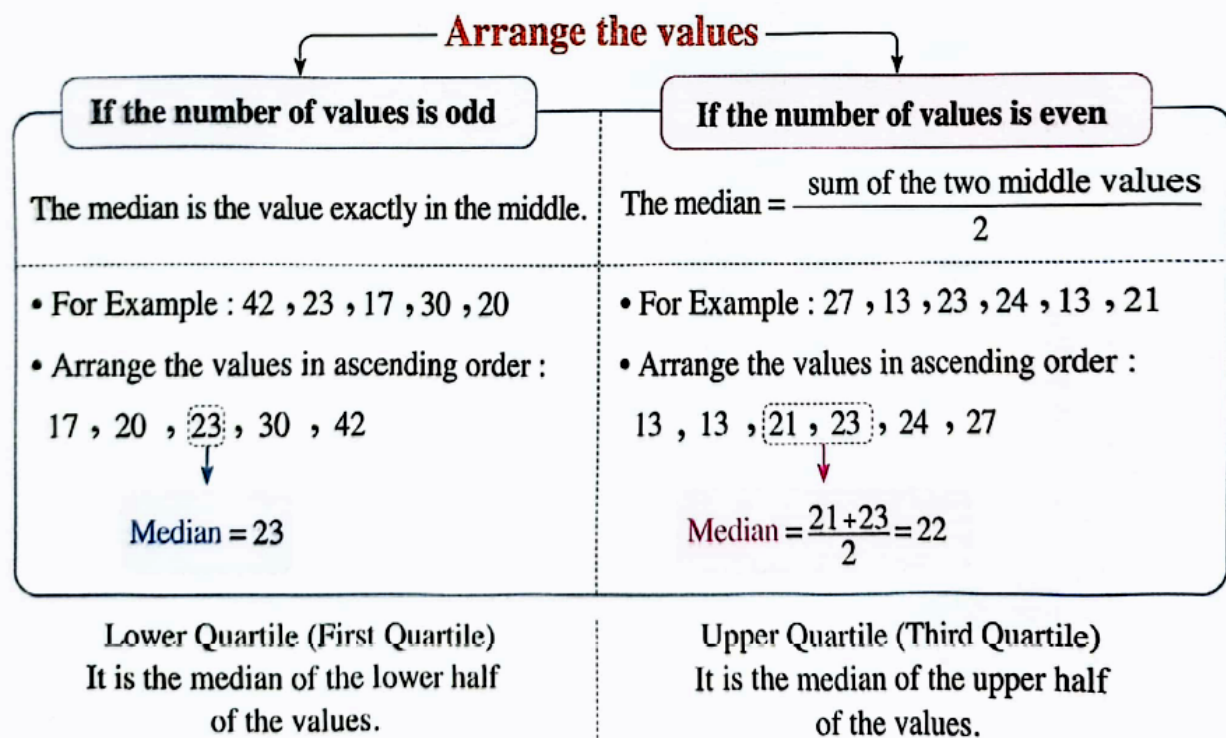 Arrange the values
If the number of values is odd
The median is the value exactly in the middle.
• For Example : 42 , 23 , 17 , 30 , 20
• Arrange the values in ascending order :
17 , 20 , 23 , 30 , 42
Median = 23
If the number of values is even
The median = sum of the two middle values / 2
• For Example : 27 , 13 , 23 , 24 , 13 , 21
• Arrange the values in ascending order :
13 , 13 , 21 , 23 , 24 , 27
Median = 21+23 / 2 = 22
Lower Quartile (First Quartile)
It is the median of the lower half
of the values.
Upper Quartile (Third Quartile)
It is the median of the upper half
of the values.